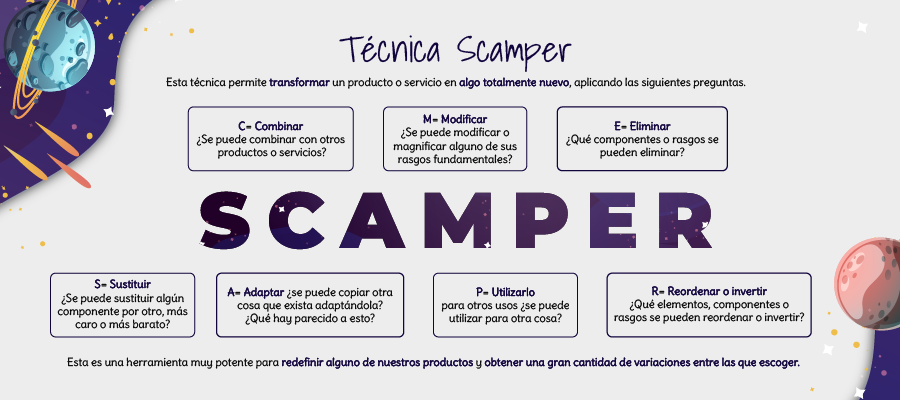 Técnica Scamper
Esta técnica permite transformar un producto o servicio en algo totalmente nuevo, aplicando las siguientes preguntas.
C= Combinar
¿Se puede combinar con otros
productos o servicios?
M= Modificar
¿Se puede modificar o
magnificar alguno de sus
rasgos fundamentales?
E= Eliminar
¿Qué componentes o rasgos se
pueden eliminar?
SCAMPER
S= Sustituir
¿Se puede sustituir algún
componente por otro, más
caro o más barato?
A= Adaptar ¿se puede copiar otra
cosa que exista adaptándola?
¿Qué hay parecido a esto?
P= Utilizarlo
para otros usos ¿se puede
utilizar para otra cosa?
R= Reordenar o invertir
¿Qué elementos, componentes o
rasgos se pueden reordenar o invertir?
Esta es una herramienta muy potente para redefinir alguno de nuestros productos y obtener una gran cantidad de variaciones entre las que escoger.